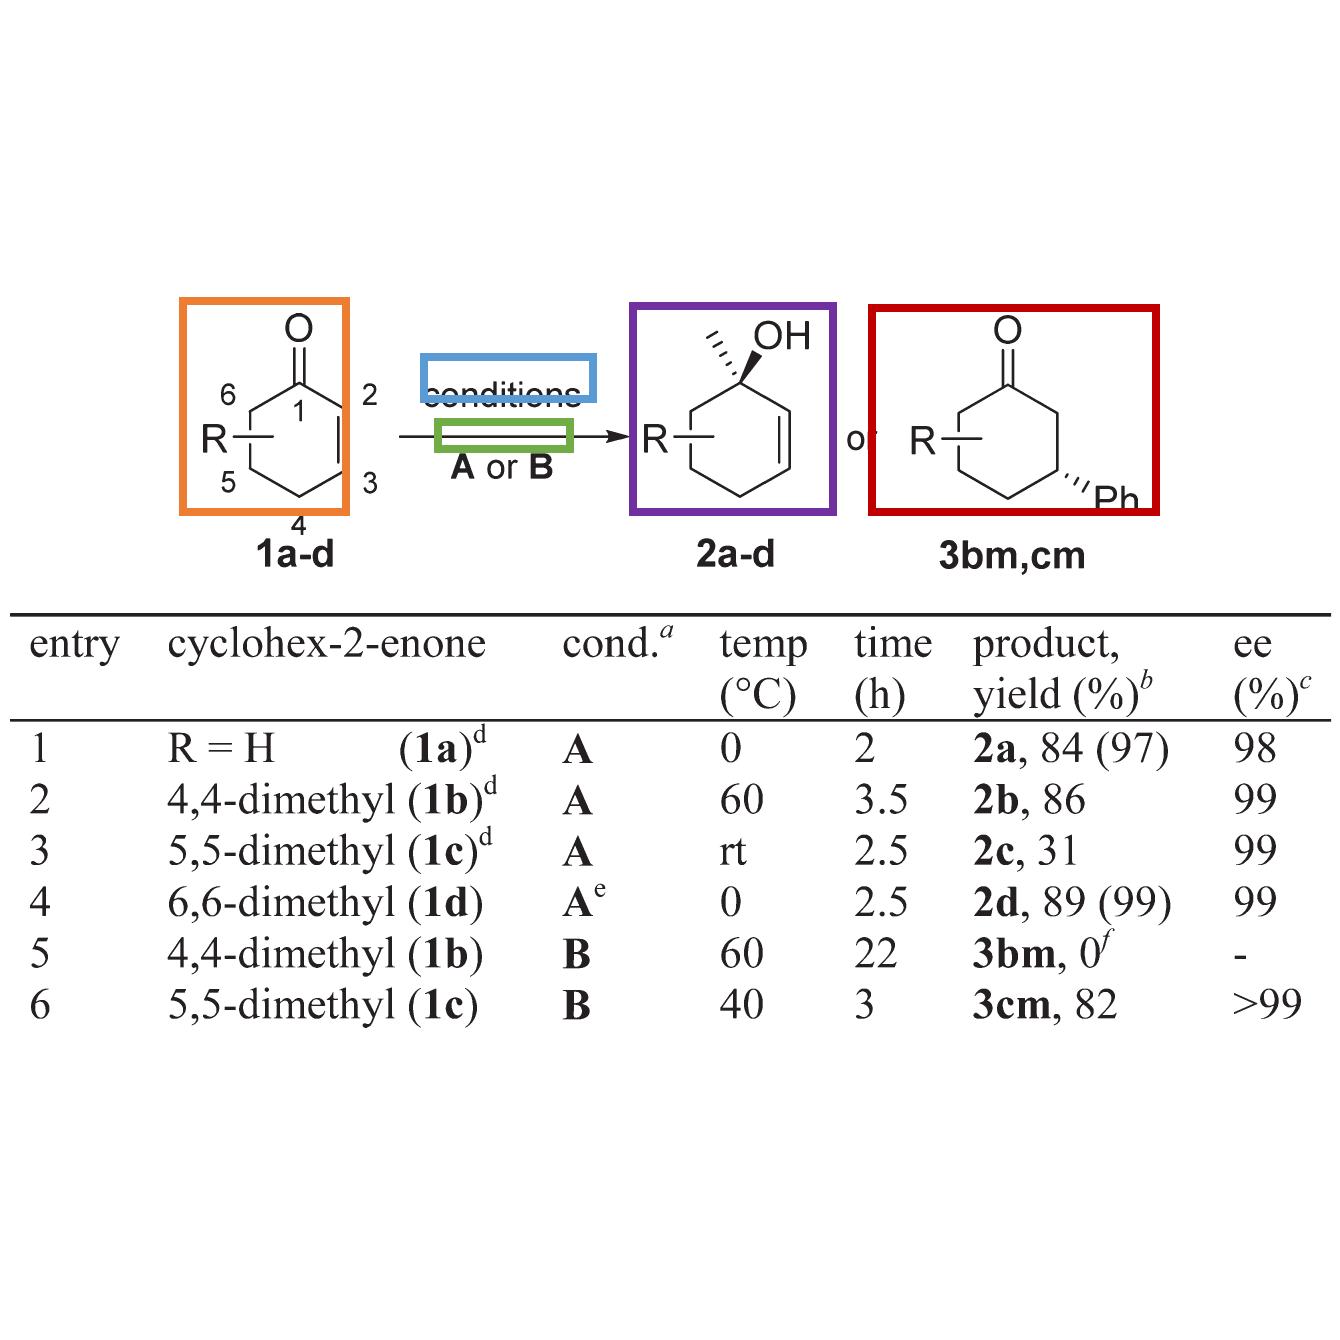 O OH O
6 2 conditions
1
R R or R
5 3 A or B Ph
4
1a-d 2a-d 3bm,cm
entry cyclohex-2-enone cond.a temp time product, ee
(°C) (h) yield (%)b (%)c
1 R = H (1a)d A 0 2 2a, 84 (97) 98
2 4,4-dimethyl (1b)d A 60 3.5 2b, 86 99
3 5,5-dimethyl (1c)d A rt 2.5 2c, 31 99
4 6,6-dimethyl (1d) Ae 0 2.5 2d, 89 (99) 99
5 4,4-dimethyl (1b) B 60 22 3bm, 0f -
6 5,5-dimethyl (1c) B 40 3 3cm, 82 >99